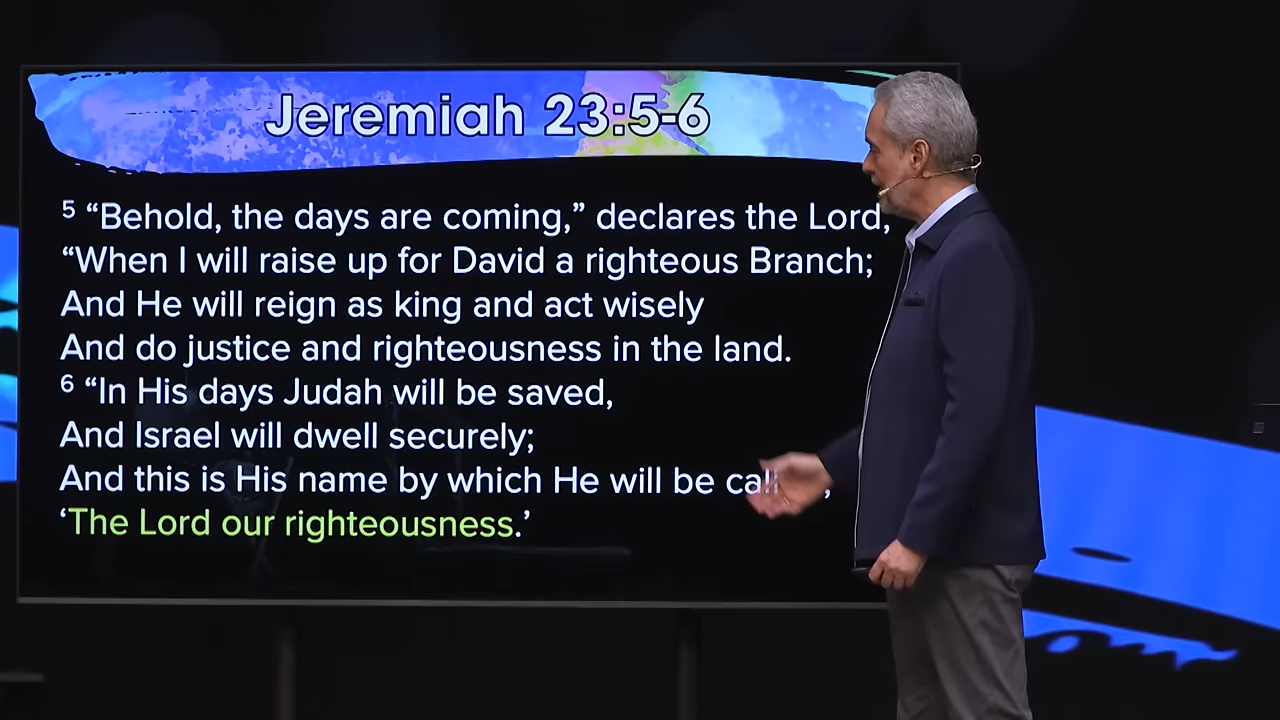 Jeremiah 23:5-6
5 “Behold, the days are coming,” declares the Lord,
“When I will raise up for David a righteous Branch;
And He will reign as king and act wisely
And do justice and righteousness in the land.
6 “In His days Judah will be saved,
And Israel will dwell securely;
And this is His name by which He will be
‘The Lord our righteousness.’